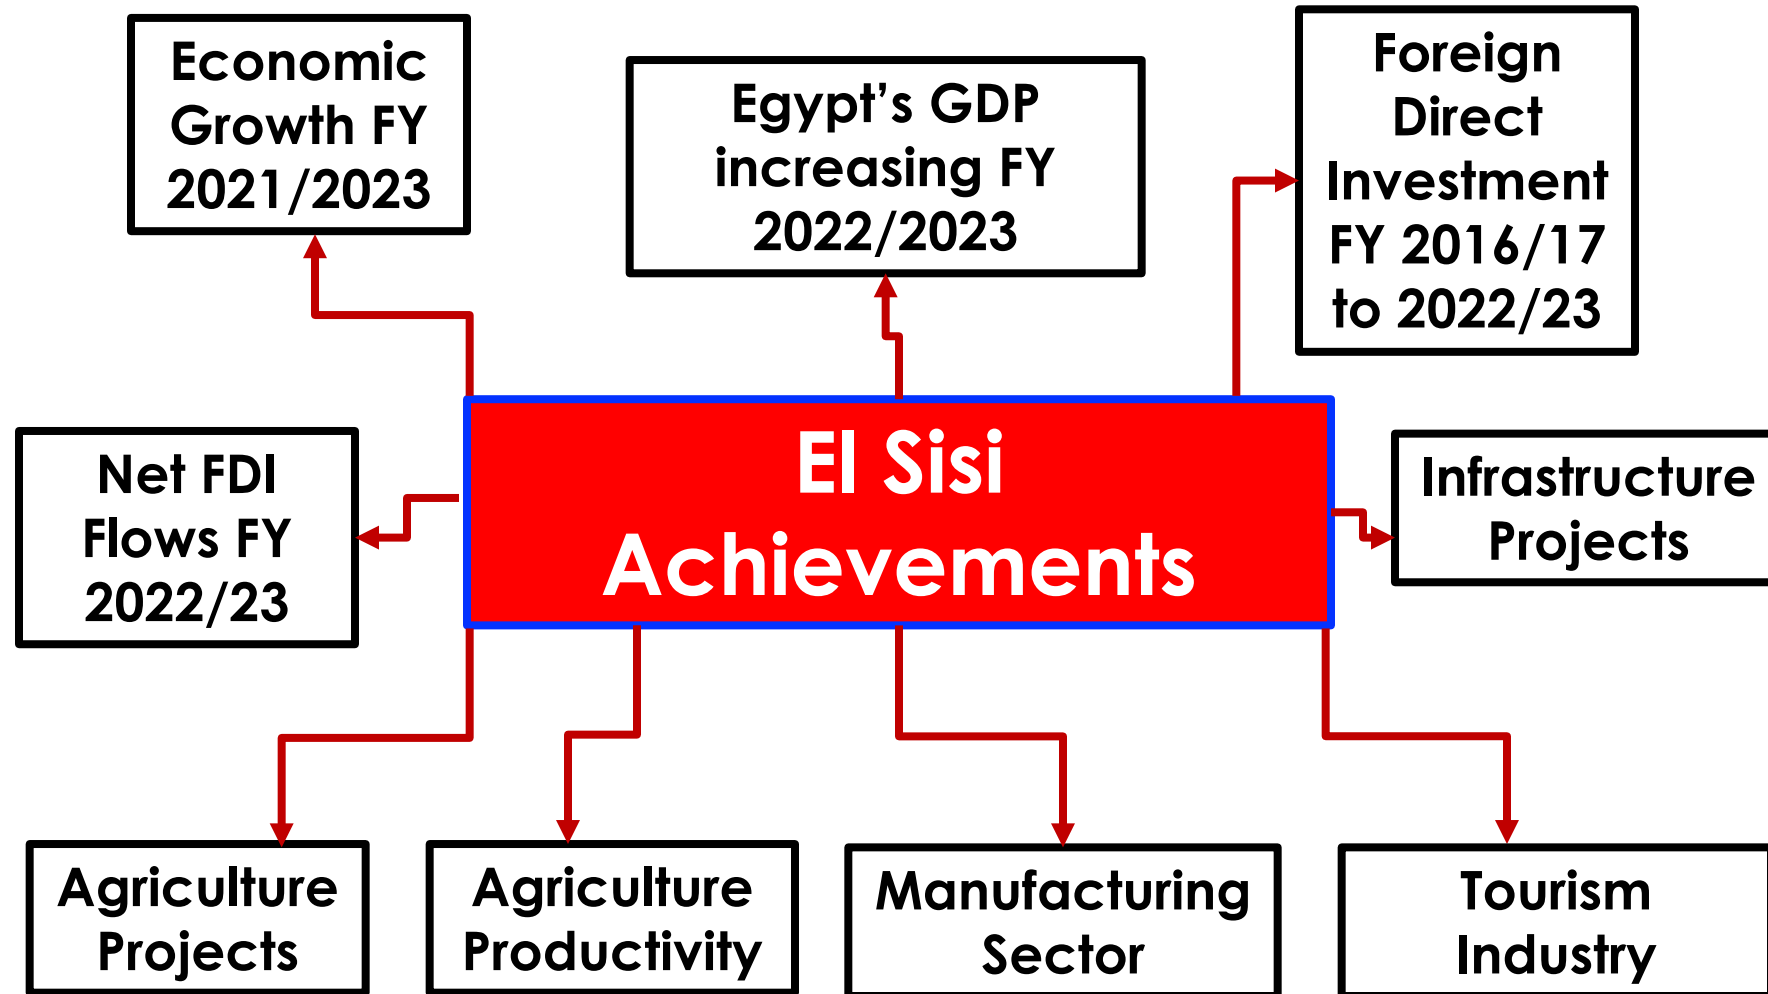 Economic
Growth FY
2021/2023
Egypt’s GDP
increasing FY
2022/2023
Foreign
Direct
Investment
FY 2016/17
to 2022/23
Net FDI
Flows FY
2022/23
El Sisi
Achievements
Infrastructure
Projects
Agriculture
Projects
Agriculture
Productivity
Manufacturing
Sector
Tourism
Industry